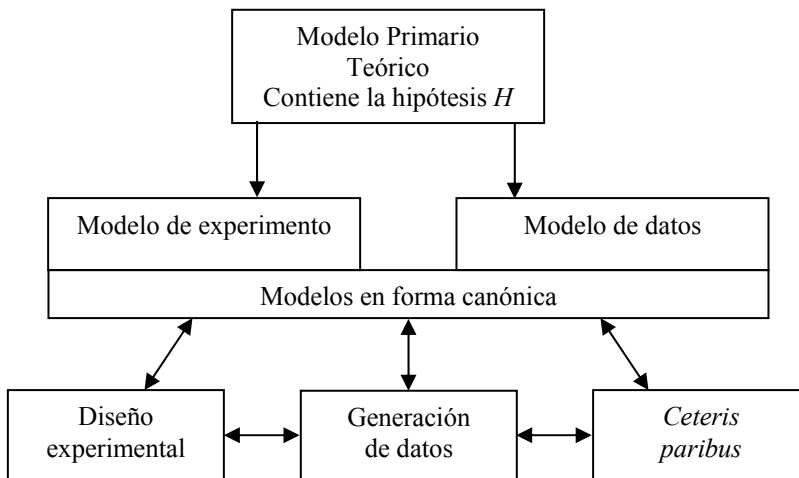 Modelo Primario
Teórico
Contiene la hipótesis H
Modelo de experimento
Modelo de datos
Modelos en forma canónica
Diseño
experimental
Generación
de datos
Ceteris
paribus